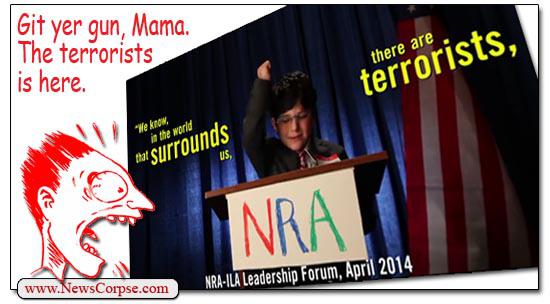 Git yer gun, Mama.
The terrorists
is here.
"We know,
in the world
that surrounds
us,
there are
terrorists,
NRA
NRA-ILA Leadership Forum, April 2014
www.NewsCorpse.com